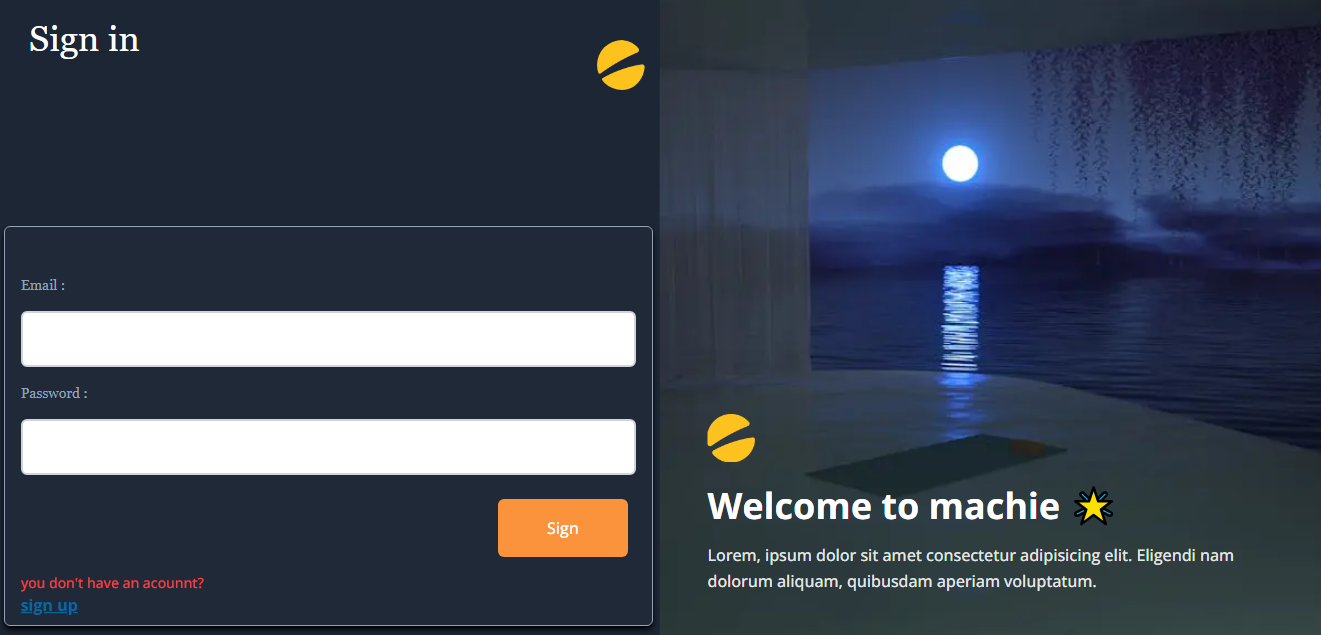 Sign in
Email :
Password :
Sign
you don't have an acounnt?
sign up
Welcome to machie
Lorem, ipsum dolor sit amet consectetur adipisicing elit. Eligendi nam
dolorum aliquam, quibusdam aperiam voluptatum.